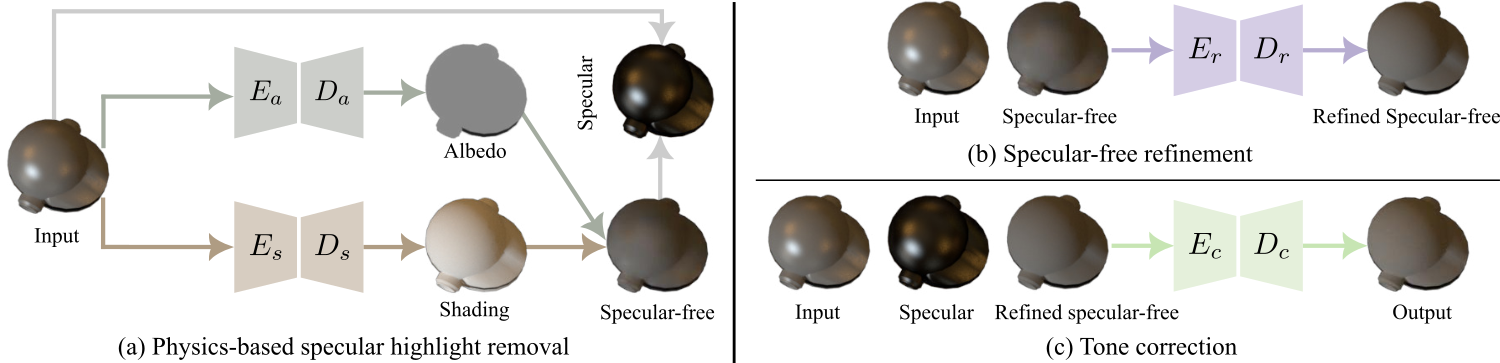 Input
E_a D_a
Albedo
Specular
E_s D_s
Shading
Specular-free
(a) Physics-based specular highlight removal
E_r D_r
Input Specular-free Refined Specular-free
(b) Specular-free refinement
E_c D_c
Input Specular Refined specular-free Output
(c) Tone correction